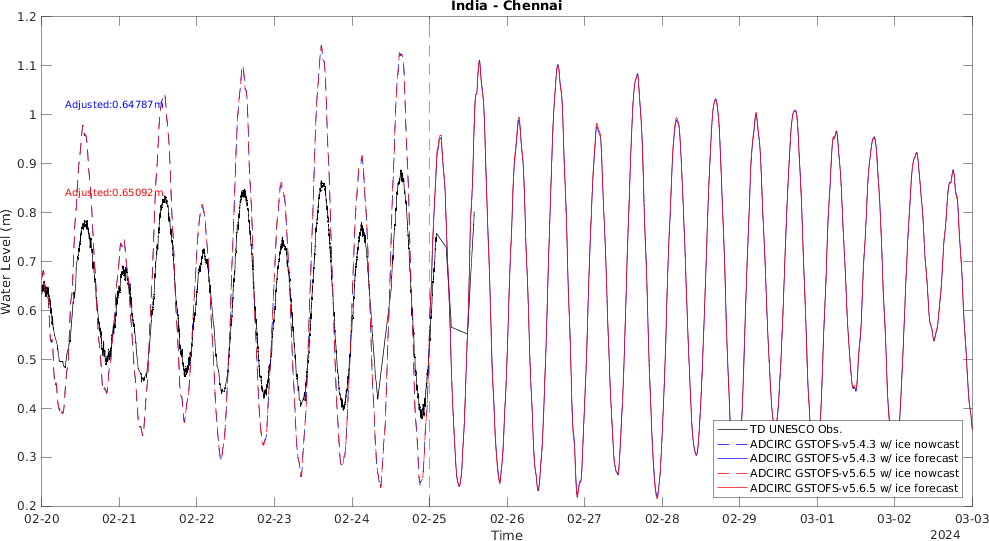 India - Chennai
Water Level (m)
1.2
1.1
1
0.9
0.8
0.7
0.6
0.5
0.4
0.3
0.2
Adjusted:0.64787m
Adjusted:0.65092m
TD UNESCO Obs.
ADCIRC GSTOFS-v5.4.3 w/ ice nowcast
ADCIRC GSTOFS-v5.4.3 w/ ice forecast
ADCIRC GSTOFS-v5.6.5 w/ ice nowcast
ADCIRC GSTOFS-v5.6.5 w/ ice forecast
02-20 02-21 02-22 02-23 02-24 02-25 02-26 02-27 02-28 02-29 03-01 03-02 03-03
Time
2024